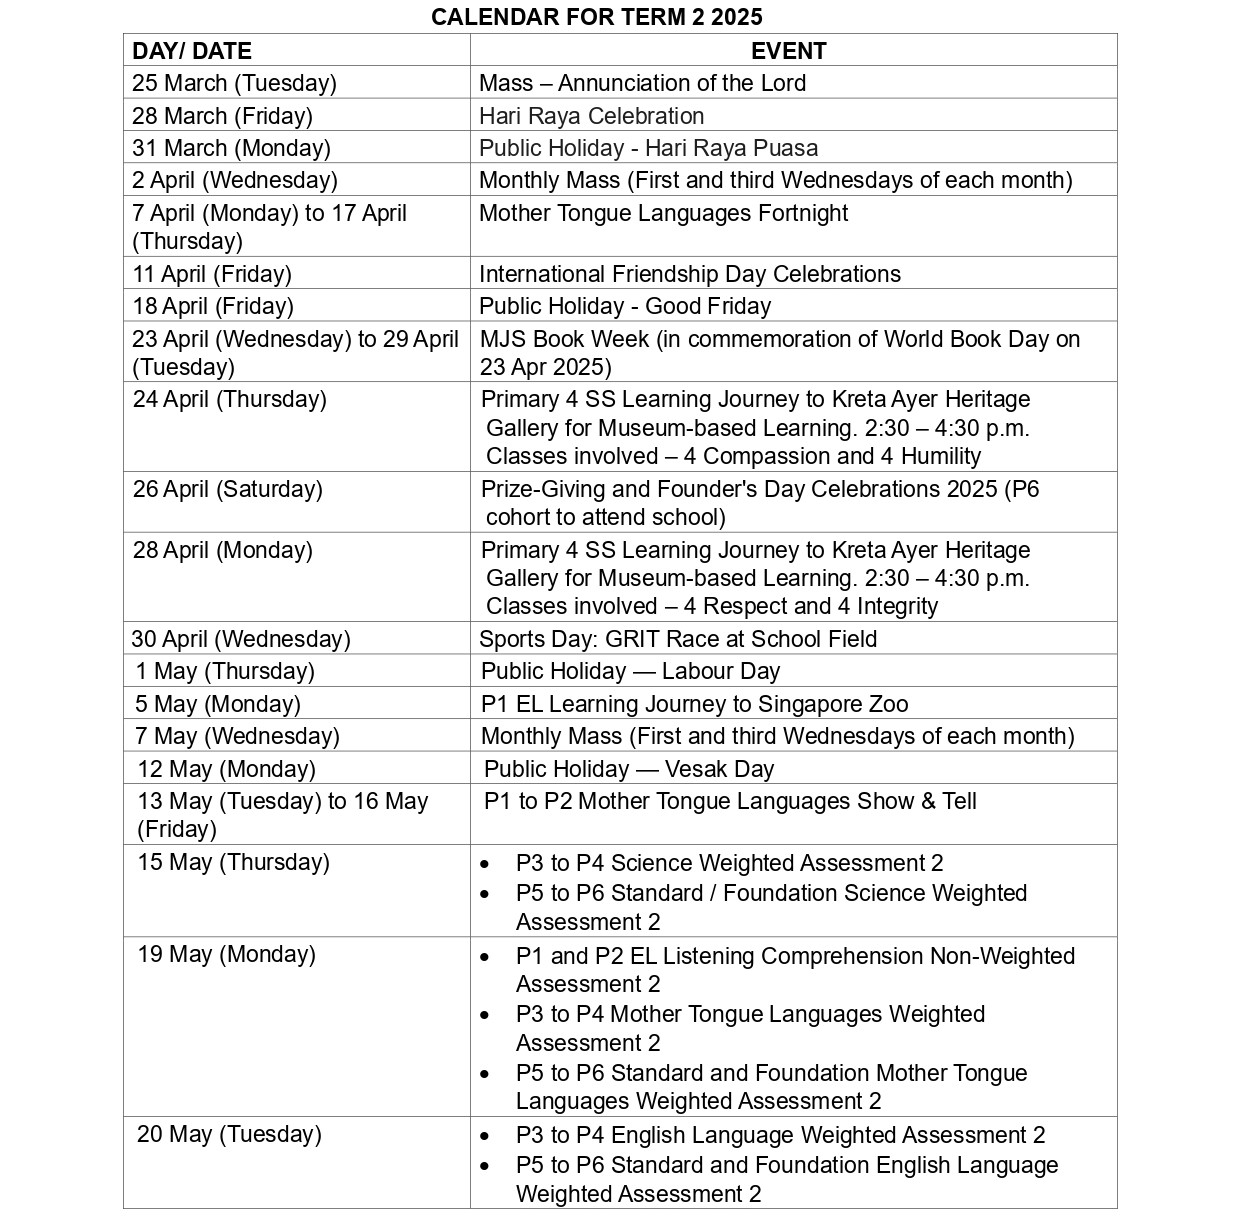 CALENDAR FOR TERM 2 2025
DAY/ DATE
EVENT
25 March (Tuesday)
Mass – Annunciation of the Lord
28 March (Friday)
Hari Raya Celebration
31 March (Monday)
Public Holiday - Hari Raya Puasa
2 April (Wednesday)
Monthly Mass (First and third Wednesdays of each month)
7 April (Monday) to 17 April
(Thursday)
Mother Tongue Languages Fortnight
11 April (Friday)
International Friendship Day Celebrations
18 April (Friday)
Public Holiday - Good Friday
23 April (Wednesday) to 29 April
(Tuesday)
MJS Book Week (in commemoration of World Book Day on
23 Apr 2025)
24 April (Thursday)
Primary 4 SS Learning Journey to Kreta Ayer Heritage
Gallery for Museum-based Learning. 2:30 – 4:30 p.m.
Classes involved – 4 Compassion and 4 Humility
26 April (Saturday)
Prize-Giving and Founder's Day Celebrations 2025 (P6
cohort to attend school)
28 April (Monday)
Primary 4 SS Learning Journey to Kreta Ayer Heritage
Gallery for Museum-based Learning. 2:30 – 4:30 p.m.
Classes involved – 4 Respect and 4 Integrity
30 April (Wednesday)
Sports Day: GRIT Race at School Field
1 May (Thursday)
Public Holiday — Labour Day
5 May (Monday)
P1 EL Learning Journey to Singapore Zoo
7 May (Wednesday)
Monthly Mass (First and third Wednesdays of each month)
12 May (Monday)
Public Holiday — Vesak Day
13 May (Tuesday) to 16 May
(Friday)
P1 to P2 Mother Tongue Languages Show & Tell
15 May (Thursday)
• P3 to P4 Science Weighted Assessment 2
• P5 to P6 Standard / Foundation Science Weighted
Assessment 2
19 May (Monday)
• P1 and P2 EL Listening Comprehension Non-Weighted
Assessment 2
• P3 to P4 Mother Tongue Languages Weighted
Assessment 2
• P5 to P6 Standard and Foundation Mother Tongue
Languages Weighted Assessment 2
20 May (Tuesday)
• P3 to P4 English Language Weighted Assessment 2
• P5 to P6 Standard and Foundation English Language
Weighted Assessment 2